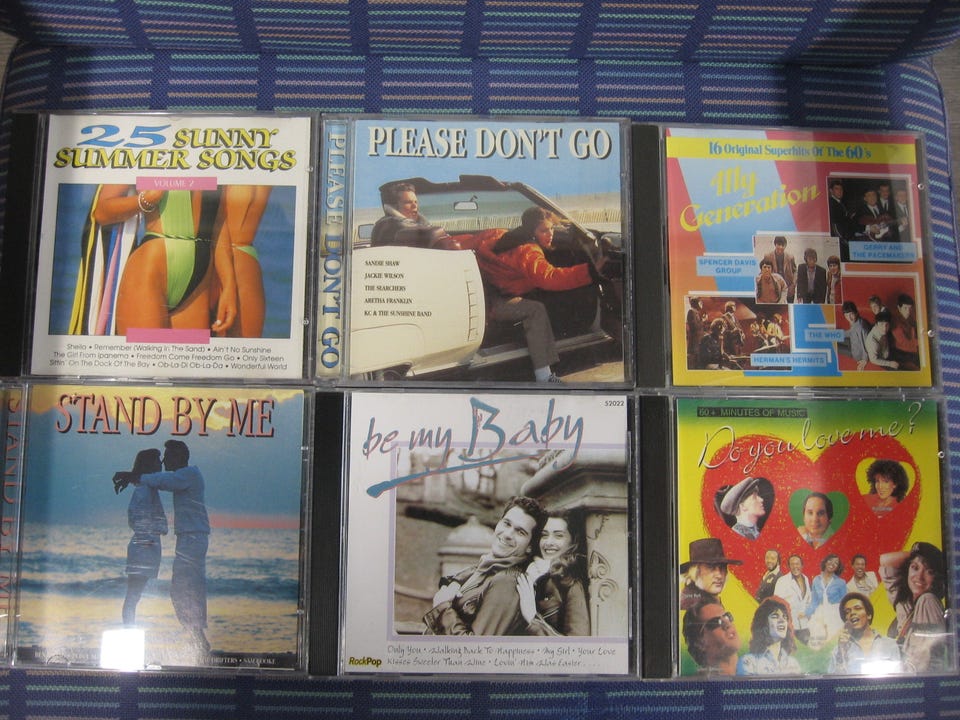 25 SUNNY
SUMMER SONGS
VOLUME 2
Sheila • Remember (Walking In The Sand) • Ain't No Sunshine
The Girl From Ipanema • Freedom Come Freedom Go • Only Sixteen
Sittin' On The Dock Of The Bay • Ob-La-Di Ob-La-Da • Wonderful World
PLEASE DON'T GO
PLEASE DON'T GO
SANDIE SHAW
JACKIE WILSON
THE SEARCHERS
ARETHA FRANKLIN
KC & THE SUNSHINE BAND
16 Original Superhits Of The 60's
My
Generation
GERRY AND
THE PACEMAKERS
SPENCER DAVIS
GROUP
THE WHO
HERMAN'S HERMITS
STAND BY ME
STAND BY ME
DRIFTERS • SAM COOKE
52022
be my Baby
Only You • Walking Back To Happiness • My Girl • Your Love
Kisses Sweeter Than Wine • Lovin' Him Was Easier.....
RockPop
60+ MINUTES OF MUSIC
Do you love me?